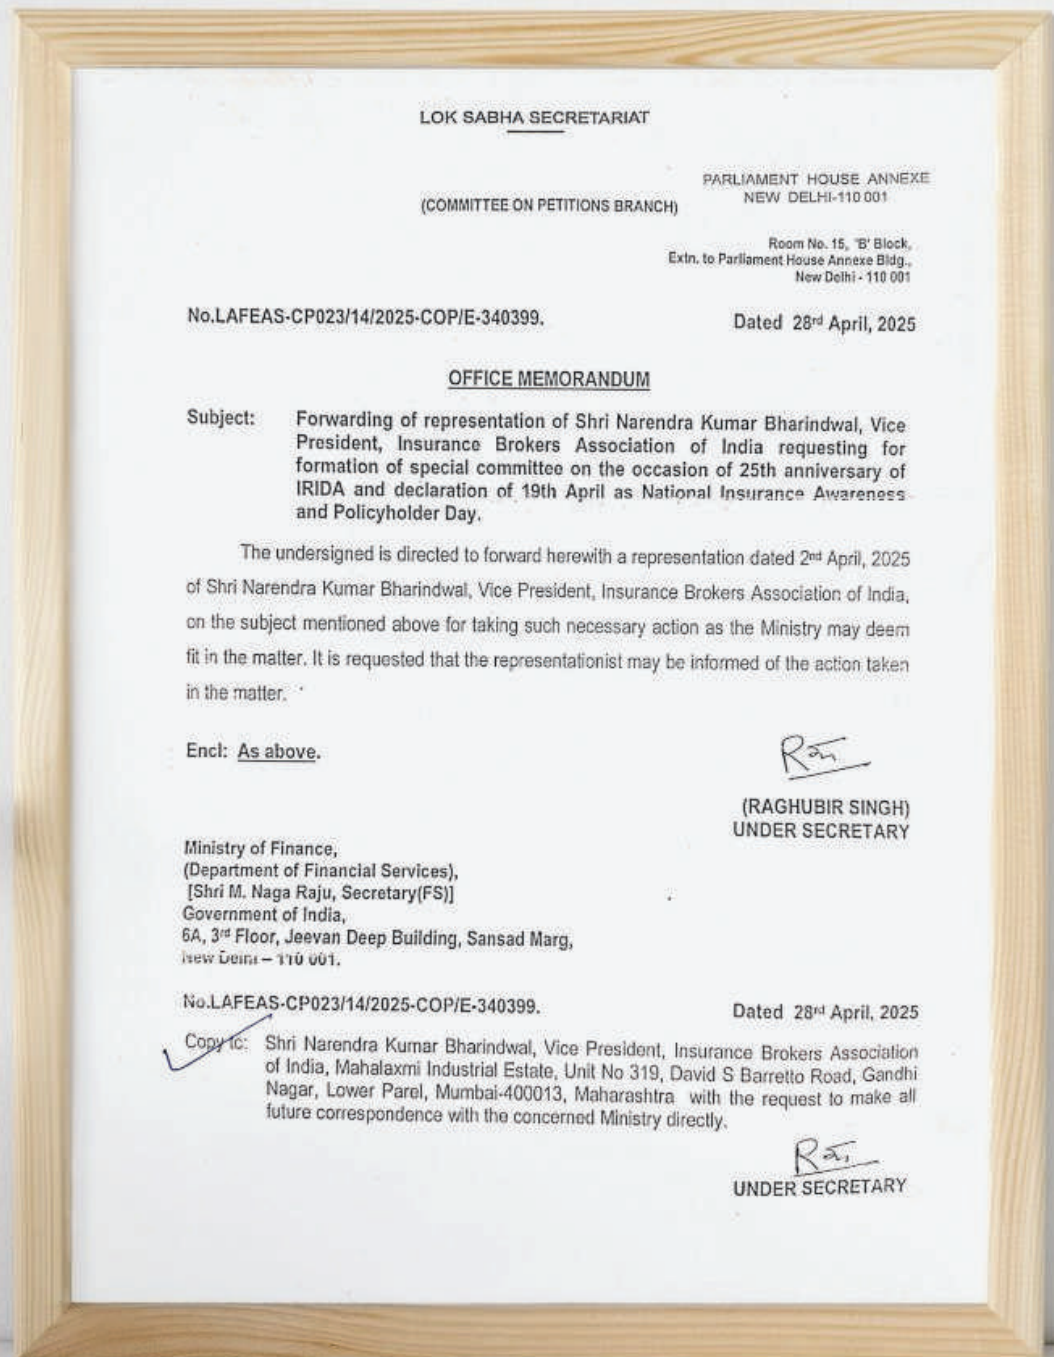 LOK SABHA SECRETARIAT
PARLIAMENT HOUSE ANNEXE
NEW DELHI-110 001
(COMMITTEE ON PETITIONS BRANCH)
Room No. 15, 'B' Block,
Extn. to Parliament House Annexe Bldg.,
New Delhi - 110 001
No.LAFEAS-CP023/14/2025-COP/E-340399.
Dated 28rd April, 2025
OFFICE MEMORANDUM
Subject: Forwarding of representation of Shri Narendra Kumar Bharindwal, Vice
President, Insurance Brokers Association of India requesting for
formation of special committee on the occasion of 25th anniversary of
IRIDA and declaration of 19th April as National Insurance Awareness
and Policyholder Day.
The undersigned is directed to forward herewith a representation dated 2nd April, 2025
of Shri Narendra Kumar Bharindwal, Vice President, Insurance Brokers Association of India,
on the subject mentioned above for taking such necessary action as the Ministry may deem
fit in the matter. It is requested that the representationist may be informed of the action taken
in the matter.
Encl: As above.
(RAGHUBIR SINGH)
UNDER SECRETARY
Ministry of Finance,
(Department of Financial Services),
[Shri M. Naga Raju, Secretary(FS)]
Government of India,
6A, 3rd Floor, Jeevan Deep Building, Sansad Marg,
New Delhi – 110 001.
No.LAFEAS-CP023/14/2025-COP/E-340399.
Dated 28rd April, 2025
Copy to: Shri Narendra Kumar Bharindwal, Vice President, Insurance Brokers Association
of India, Mahalaxmi Industrial Estate, Unit No 319, David S Barretto Road, Gandhi
Nagar, Lower Parel, Mumbai-400013, Maharashtra with the request to make all
future correspondence with the concerned Ministry directly.
UNDER SECRETARY